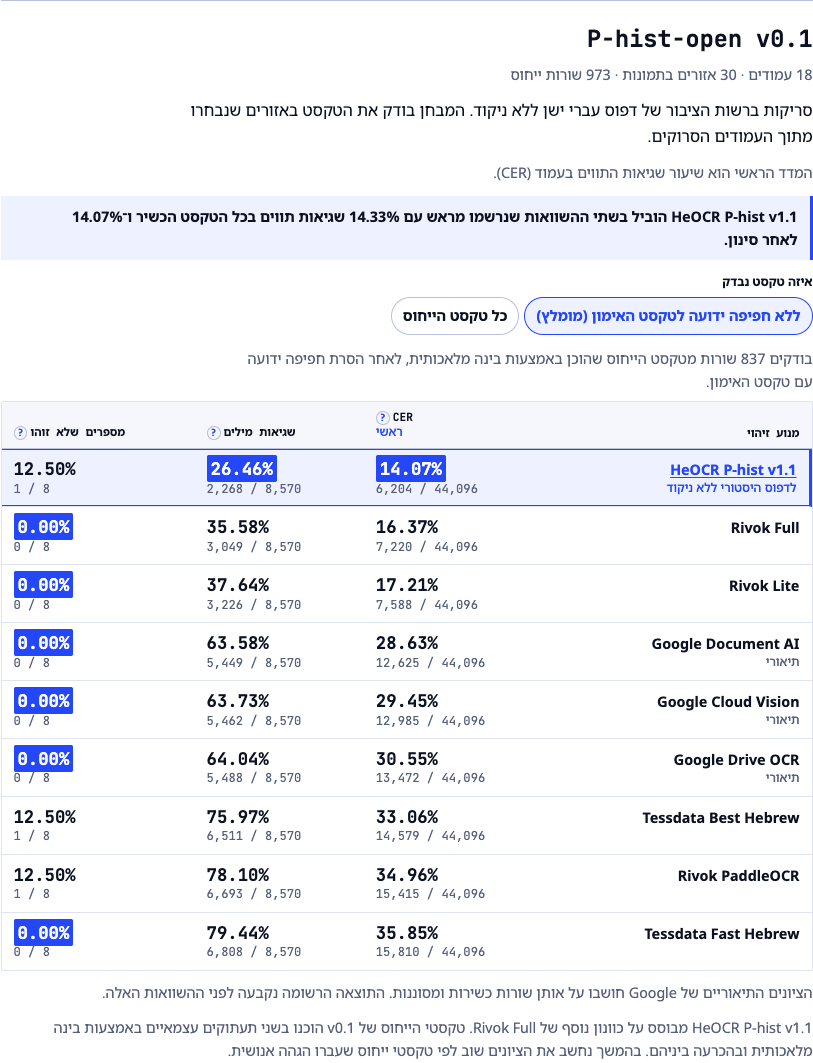 P-hist-open v0.1
18 עמודים · 30 אזורים בתמונות · 973 שורות ייחוס
סריקות ברשות הציבור של דפוס עברי ישן ללא ניקוד. המבחן בודק את הטקסט באזורים שנבחרו
מתוך העמודים הסרוקים.
המדד הראשי הוא שיעור שגיאות התווים בעמוד (CER).
HeOCR P-hist v1.1 הוביל בשתי ההשוואות שנרשמו מראש עם 14.33% שגיאות תווים בכל הטקסט הכשיר ו־14.07%
לאחר סינון.
איזה טקסט נבדק
ללא חפיפה ידועה לטקסט האימון (מומלץ) כל טקסט הייחוס
בודקים 837 שורות מטקסט הייחוס שהוכן באמצעות בינה מלאכותית, לאחר הסרת חפיפה ידועה
עם טקסט האימון.
מנוע זיהוי CER ? שגיאות מילים ? מספרים שלא זוהו ?
ראשי
HeOCR P-hist v1.1 14.07% 26.46% 12.50%
לדפוס היסטורי ללא ניקוד 6,204 / 44,096 2,268 / 8,570 1 / 8
Rivok Full 16.37% 35.58% 0.00%
7,220 / 44,096 3,049 / 8,570 0 / 8
Rivok Lite 17.21% 37.64% 0.00%
7,588 / 44,096 3,226 / 8,570 0 / 8
Google Document AI 28.63% 63.58% 0.00%
תיאורי 12,625 / 44,096 5,449 / 8,570 0 / 8
Google Cloud Vision 29.45% 63.73% 0.00%
תיאורי 12,985 / 44,096 5,462 / 8,570 0 / 8
Google Drive OCR 30.55% 64.04% 0.00%
תיאורי 13,472 / 44,096 5,488 / 8,570 0 / 8
Tessdata Best Hebrew 33.06% 75.97% 12.50%
14,579 / 44,096 6,511 / 8,570 1 / 8
Rivok PaddleOCR 34.96% 78.10% 12.50%
15,415 / 44,096 6,693 / 8,570 1 / 8
Tessdata Fast Hebrew 35.85% 79.44% 0.00%
15,810 / 44,096 6,808 / 8,570 0 / 8
הציונים התיאוריים של Google חושבו על אותן שורות כשירות ומסוננות. התוצאה הרשומה נקבעה לפני ההשוואות האלה.
HeOCR P-hist v1.1 מבוסס על כוונון נוסף של Rivok Full. טקסטי הייחוס של v0.1 הוכנו בשני תעתוקים עצמאיים באמצעות בינה
מלאכותית ובהכרעה ביניהם. בהמשך נחשב את הציונים שוב לפי טקסטי ייחוס שעברו הגהה אנושית.